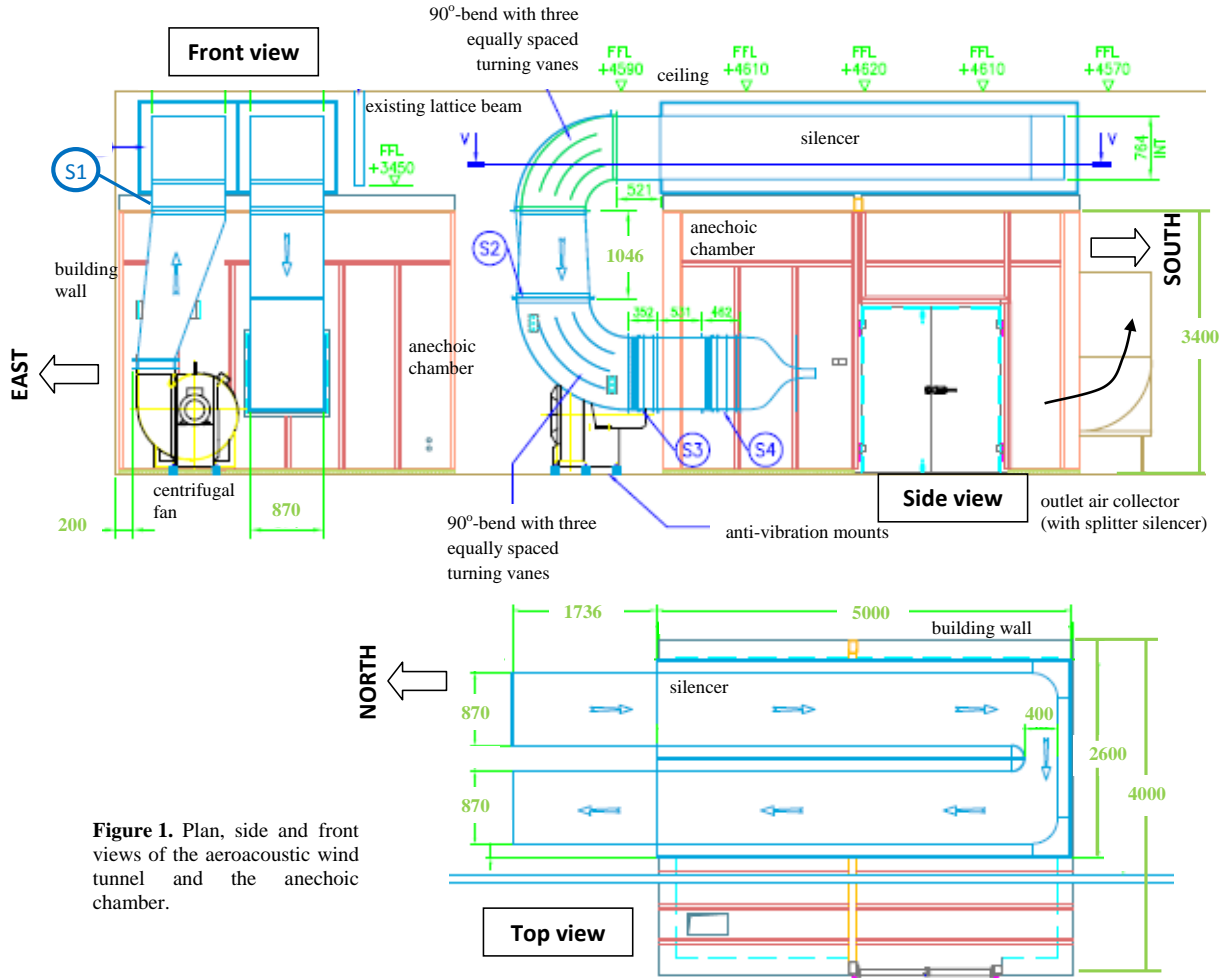 90°-bend with three
equally spaced
turning vanes
Front view
existing lattice beam
ceiling
FFL
+4590
FFL
+4610
FFL
+4620
FFL
+4610
FFL
+4570
S1
FFL
+3450
V
silencer
V
764
INT
521
anechoic
chamber
SOUTH
building
wall
S2
1046
352
531
462
3400
EAST
anechoic
chamber
S3
S4
centrifugal
fan
200
870
Side view
outlet air collector
(with splitter silencer)
90°-bend with three
equally spaced
turning vanes
anti-vibration mounts
1736
5000
building wall
NORTH
silencer
870
400
2600
870
4000
Figure 1. Plan, side and front
views of the aeroacoustic wind
tunnel and the anechoic
chamber.
Top view